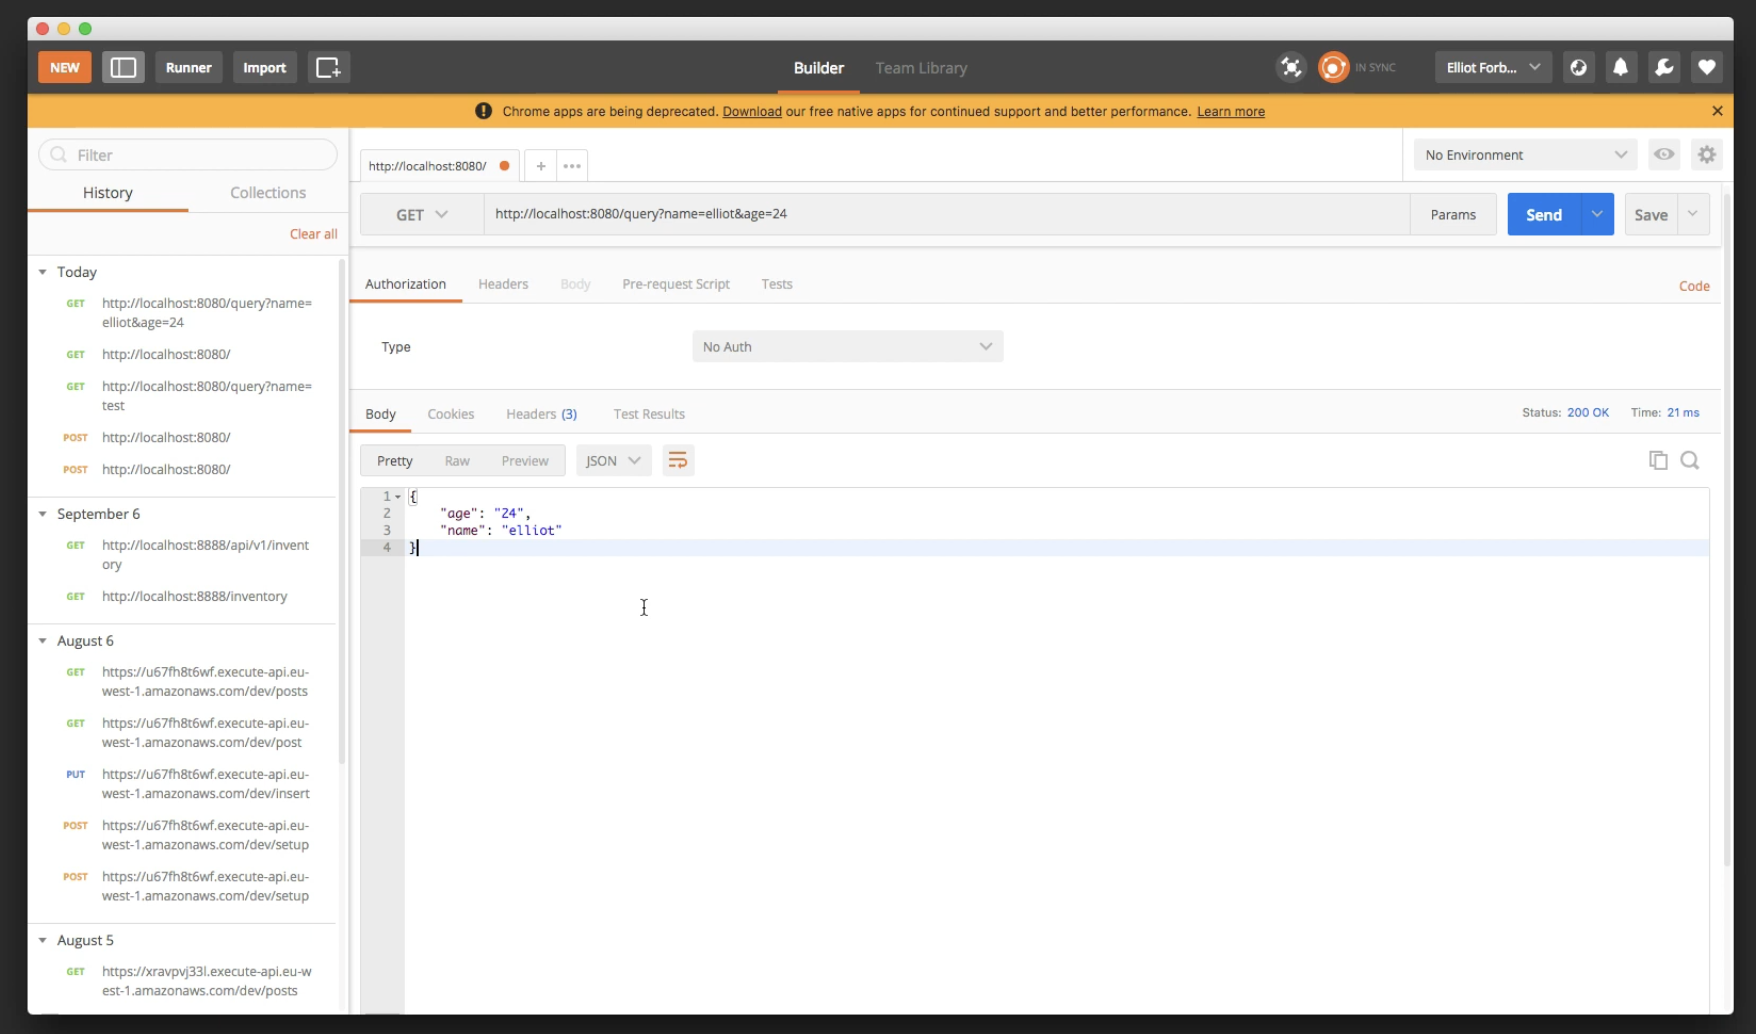 NEW Runner Import Builder Team Library IN SYNC Elliot Forb...
Chrome apps are being deprecated. Download our free native apps for continued support and better performance. Learn more
Filter
History Collections
Clear all
Today
GET http://localhost:8080/query?name=
elliot&age=24
GET http://localhost:8080/
GET http://localhost:8080/query?name=
test
POST http://localhost:8080/
POST http://localhost:8080/
September 6
GET http://localhost:8888/api/v1/invent
ory
GET http://localhost:8888/inventory
August 6
GET https://u67fh8t6wf.execute-api.eu-
west-1.amazonaws.com/dev/posts
GET https://u67fh8t6wf.execute-api.eu-
west-1.amazonaws.com/dev/post
PUT https://u67fh8t6wf.execute-api.eu-
west-1.amazonaws.com/dev/insert
POST https://u67fh8t6wf.execute-api.eu-
west-1.amazonaws.com/dev/setup
POST https://u67fh8t6wf.execute-api.eu-
west-1.amazonaws.com/dev/setup
August 5
GET https://xravpvj33l.execute-api.eu-w
est-1.amazonaws.com/dev/posts
http://localhost:8080/ + ••• No Environment
GET http://localhost:8080/query?name=elliot&age=24 Params Send Save
Authorization Headers Body Pre-request Script Tests Code
Type No Auth
Body Cookies Headers (3) Test Results Status: 200 OK Time: 21 ms
Pretty Raw Preview JSON
1 {
2 "age": "24",
3 "name": "elliot"
4 }